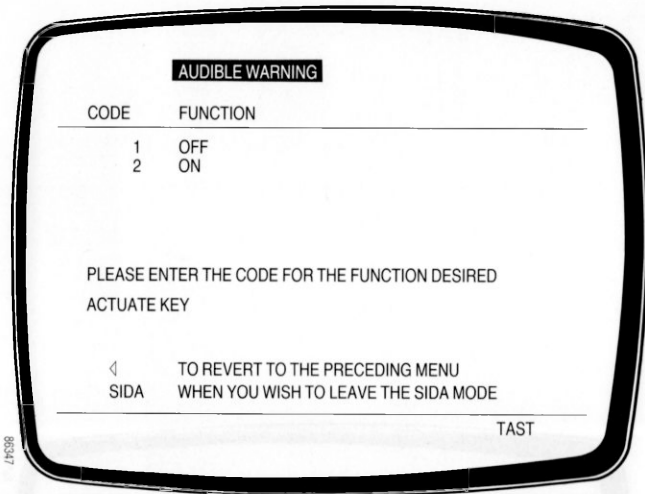 AUDIBLE WARNING
CODE FUNCTION
1 OFF
2 ON
PLEASE ENTER THE CODE FOR THE FUNCTION DESIRED
ACTUATE KEY
◁ TO REVERT TO THE PRECEDING MENU
SIDA WHEN YOU WISH TO LEAVE THE SIDA MODE
TAST
86347